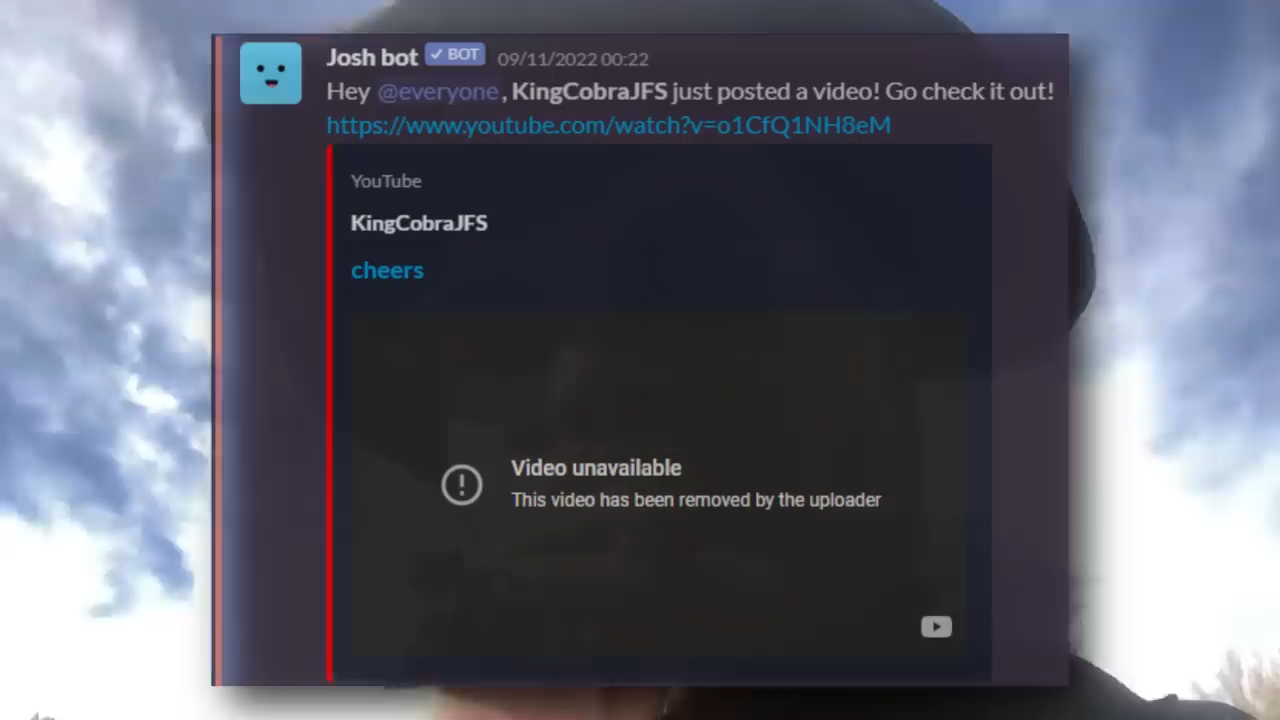 Josh bot ✓ BOT 09/11/2022 00:22
Hey @everyone, KingCobraJFS just posted a video! Go check it out!
https://www.youtube.com/watch?v=o1CfQ1NH8eM
YouTube
KingCobraJFS
cheers
Video unavailable
This video has been removed by the uploader